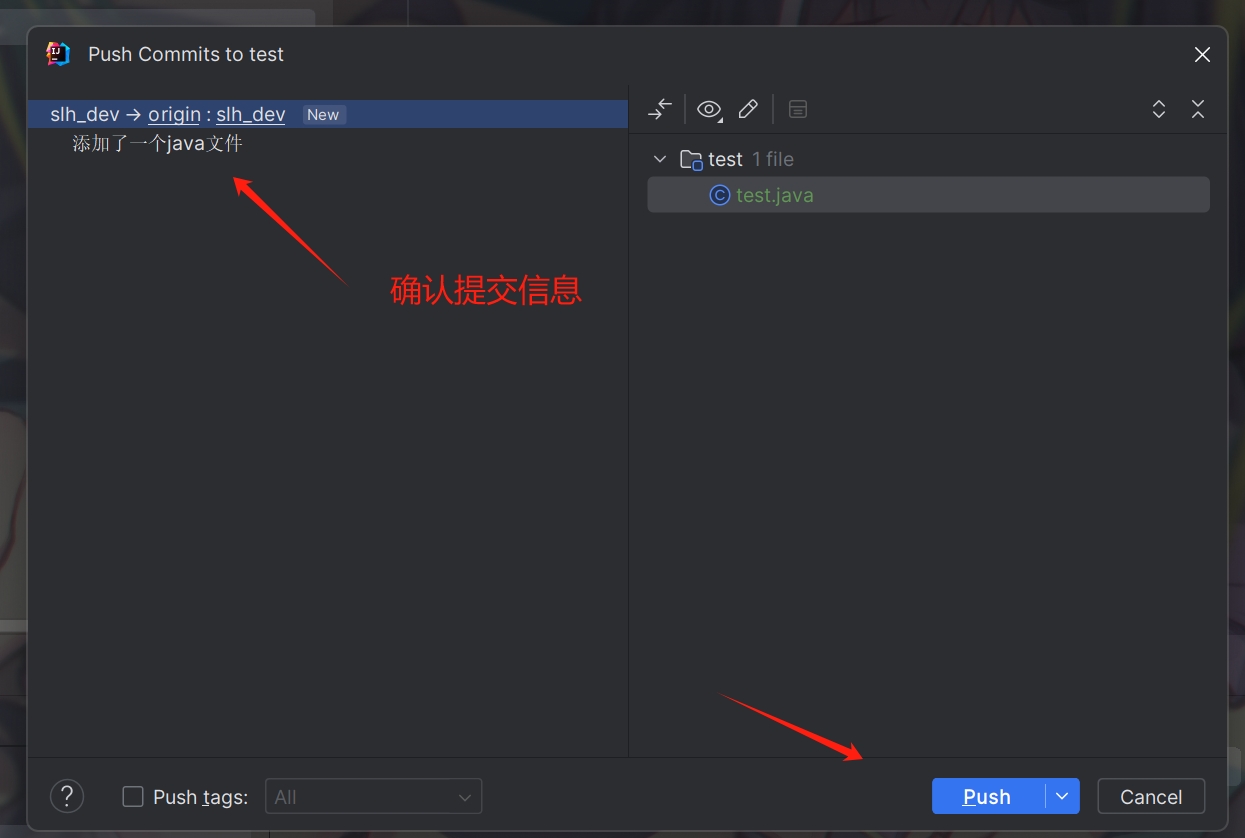 Push Commits to test
slh_dev → origin : slh_dev New
添加了一个java文件
确认提交信息
test 1 file
C test.java
? Push tags: All
Push
Cancel